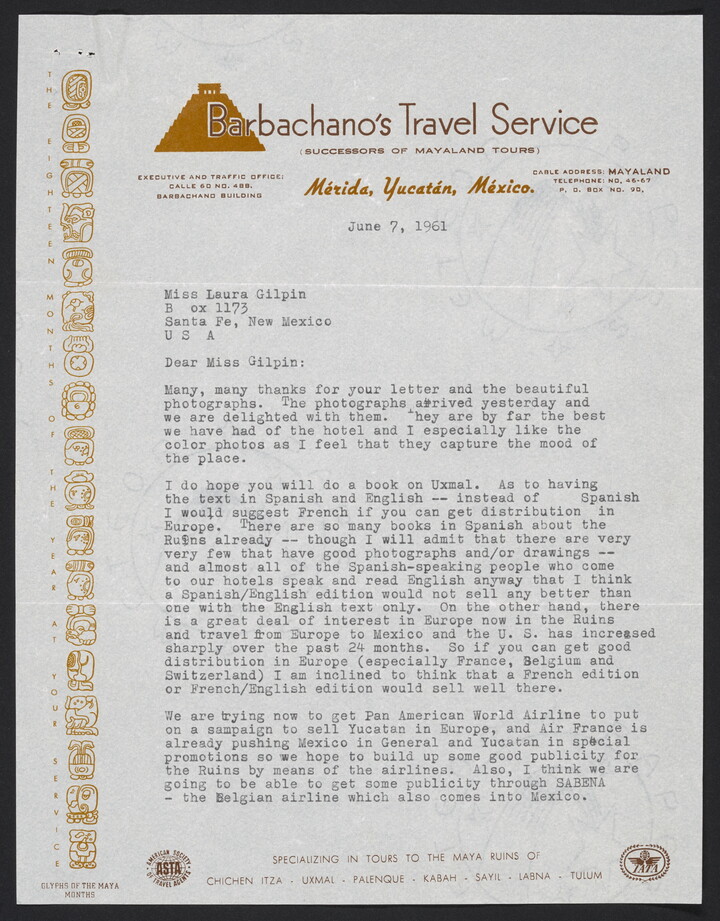 Barbachano's Travel Service
(SUCCESSORS OF MAYALAND TOURS)
EXECUTIVE AND TRAFFIC OFFICE:
CALLE 60 NO. 488.
BARBACHANO BUILDING
Mérida, Yucatán, México.
CABLE ADDRESS: MAYALAND
TELEPHONE: NO, 46-67
P. O. BOX NO. 90,
THE EIGHTEEN MONTHS OF THE YEAR AT YOUR SERVICE
June 7, 1961
Miss Laura Gilpin
B ox 1173
Santa Fe, New Mexico
U S A
Dear Miss Gilpin:
Many, many thanks for your letter and the beautiful
photographs. The photographs arrived yesterday and
we are delighted with them. They are by far the best
we have had of the hotel and I especially like the
color photos as I feel that they capture the mood of
the place.
I do hope you will do a book on Uxmal. As to having
the text in Spanish and English -- instead of Spanish
I would suggest French if you can get distribution in
Europe. There are so many books in Spanish about the
Ruins already -- though I will admit that there are very
very few that have good photographs and/or drawings --
and almost all of the Spanish-speaking people who come
to our hotels speak and read English anyway that I think
a Spanish/English edition would not sell any better than
one with the English text only. On the other hand, there
is a great deal of interest in Europe now in the Ruins
and travel from Europe to Mexico and the U. S. has increased
sharply over the past 24 months. So if you can get good
distribution in Europe (especially France, Belgium and
Switzerland) I am inclined to think that a French edition
or French/English edition would sell well there.
We are trying now to get Pan American World Airline to put
on a sampaign to sell Yucatan in Europe, and Air France is
already pushing Mexico in General and Yucatan in special
promotions so we hope to build up some good publicity for
the Ruins by means of the airlines. Also, I think we are
going to be able to get some publicity through SABENA
- the Belgian airline which also comes into Mexico.
GLYPHS OF THE MAYA
MONTHS
AMERICAN SOCIETY
ASTA
OF TRAVEL AGENTS
SPECIALIZING IN TOURS TO THE MAYA RUINS OF
CHICHEN ITZA - UXMAL - PALENQUE - KABAH - SAYIL - LABNA - TULUM